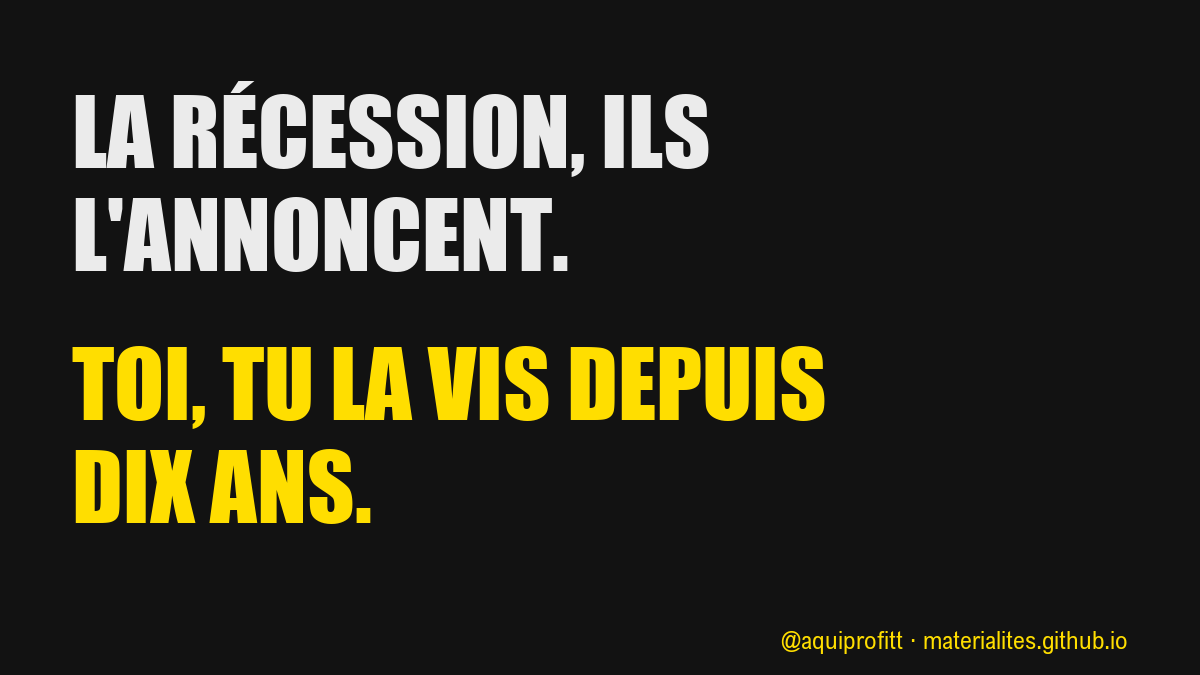 LA RÉCESSION, ILS
L'ANNONCENT.
TOI, TU LA VIS DEPUIS
DIX ANS.
@aquiprofitt · materialites.github.io